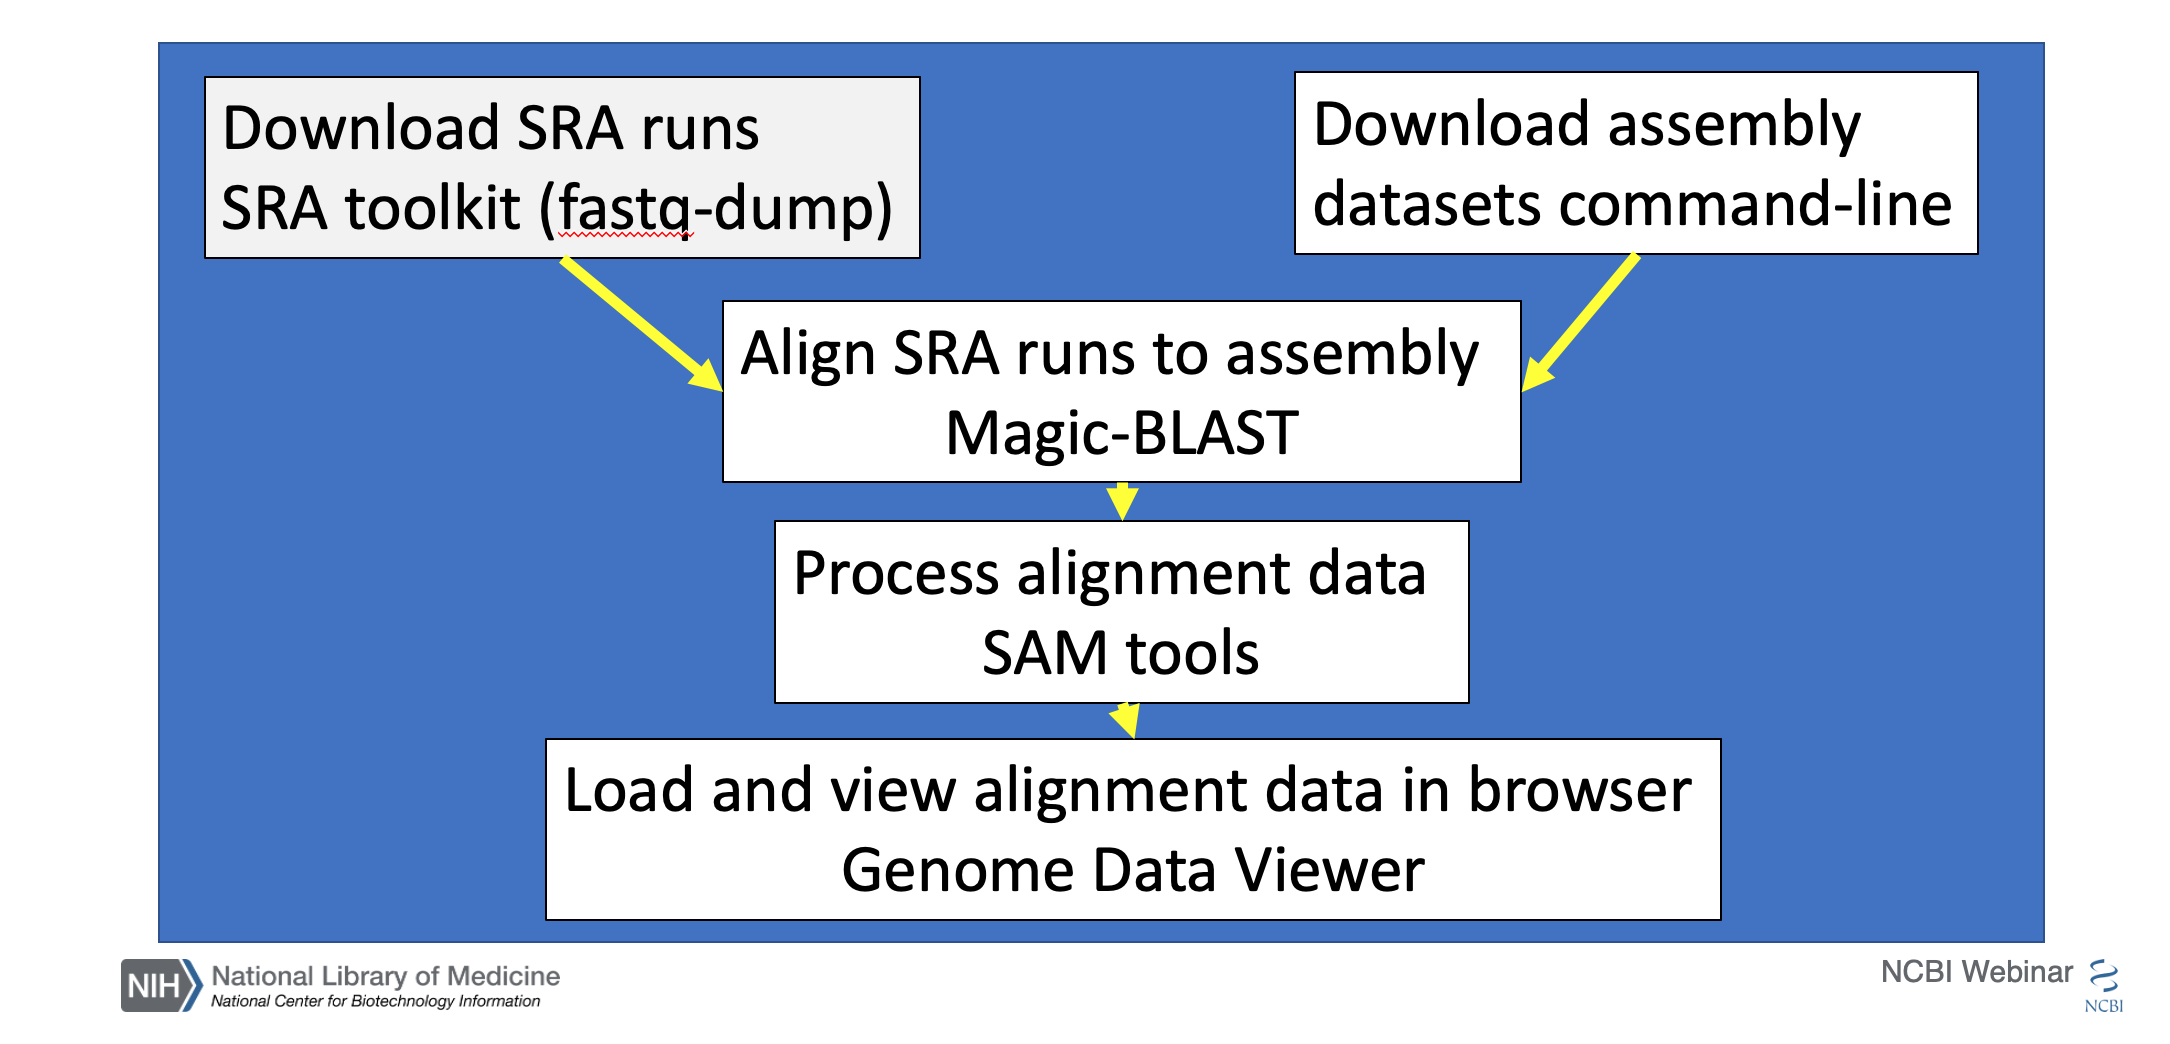 Download SRA runs
SRA toolkit (fastq-dump)
Download assembly
datasets command-line
Align SRA runs to assembly
Magic-BLAST
Process alignment data
SAM tools
Load and view alignment data in browser
Genome Data Viewer
NIH
National Library of Medicine
National Center for Biotechnology Information
NCBI Webinar
NCBI